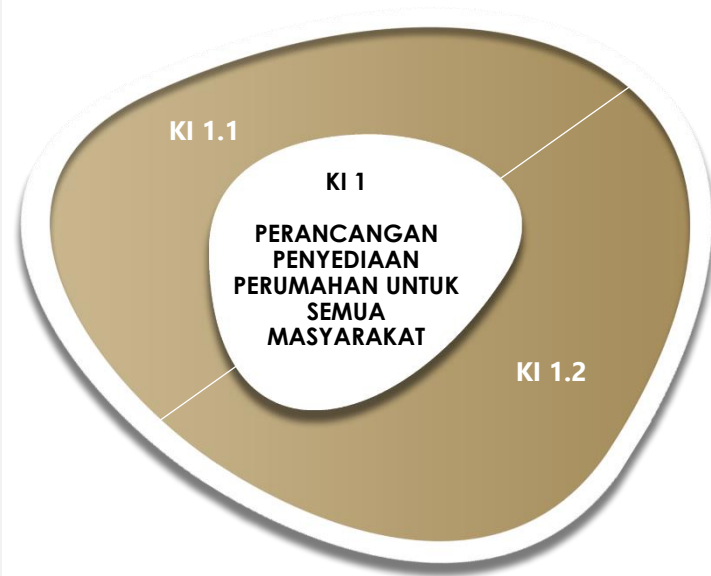 KI 1.1
KI 1
PERANCANGAN
PENYEDIAAN
PERUMAHAN UNTUK
SEMUA
MASYARAKAT
KI 1.2